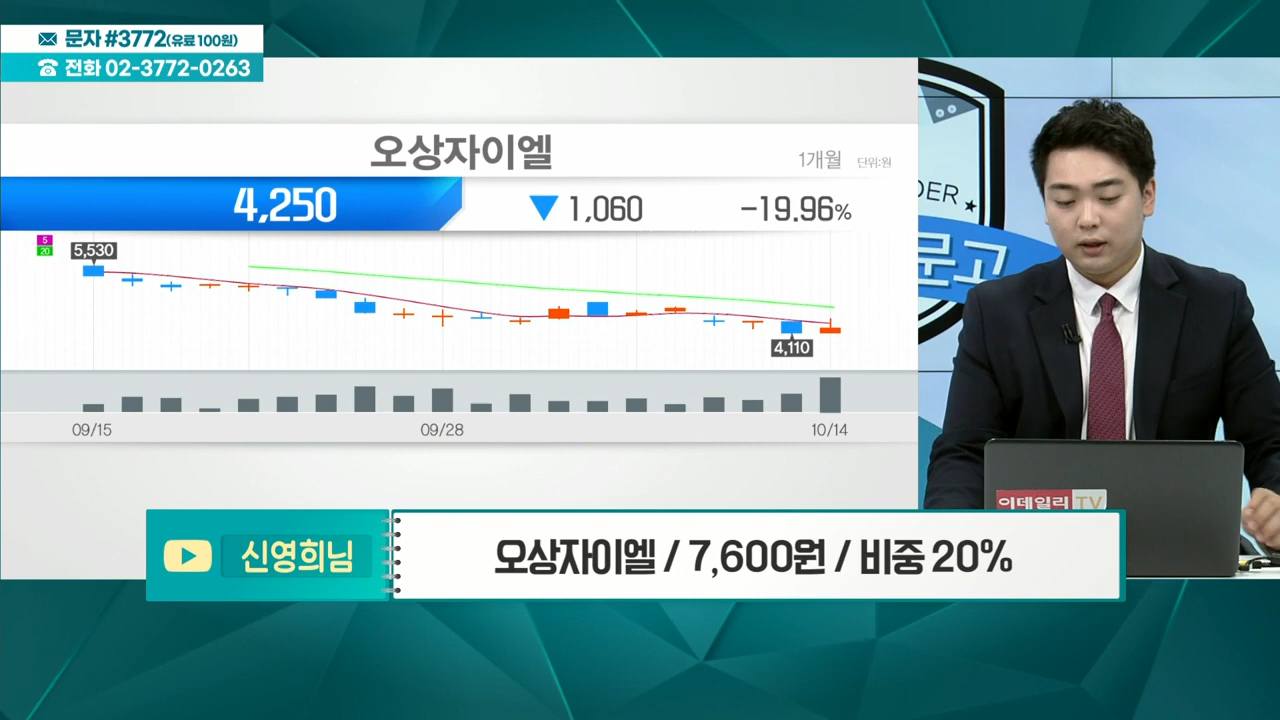 문자 #3772(유료 100원)
전화 02-3772-0263
오상자이엘
1개월 단위:원
4,250 ▼ 1,060 -19.96%
5
20
5,530
4,110
09/15 09/28 10/14
DER ★
문고
이데일리 TV
신영희님
오상자이엘 / 7,600원 / 비중 20%